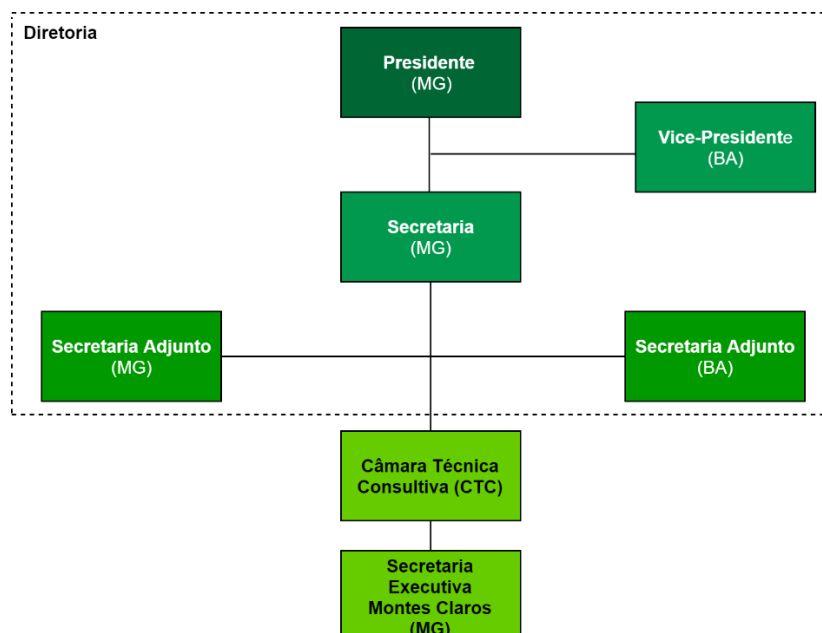 Diretoria
Presidente
(MG)
Vice-Presidente
(BA)
Secretaria
(MG)
Secretaria Adjunto
(MG)
Secretaria Adjunto
(BA)
Câmara Técnica
Consultiva (CTC)
Secretaria
Executiva
Montes Claros
(MG)